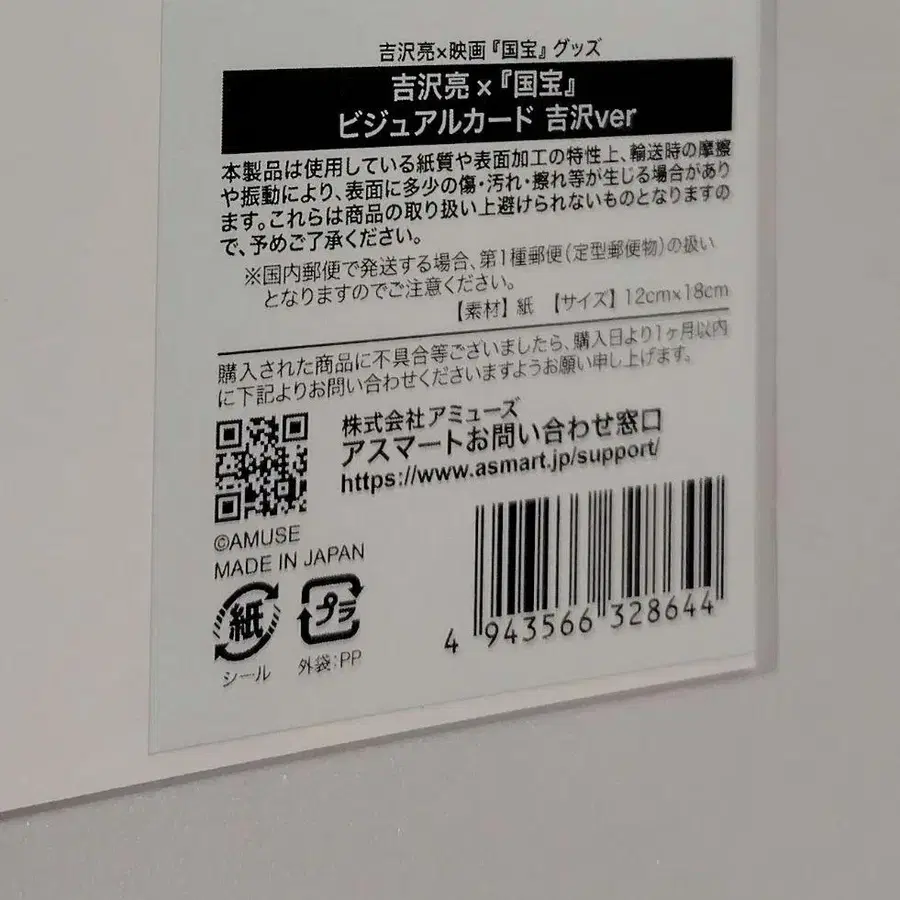 吉沢亮×映画『国宝』グッズ
吉沢亮×『国宝』
ビジュアルカード 吉沢ver
本製品は使用している紙質や表面加工の特性上、輸送時の摩擦
や振動により、表面に多少の傷・汚れ・擦れ等が生じる場合があり
ます。これらは商品の取り扱い上避けられないものとなりますの
で、予めご了承ください。
※国内郵便で発送する場合、第1種郵便(定型郵便物)の扱い
となりますのでご注意ください。
【素材】紙 【サイズ】12cm×18cm
購入された商品に不具合等ございましたら、購入日より1ヶ月以内
に下記よりお問い合わせくださいますようお願い申し上げます。
株式会社アミューズ
アスマートお問い合わせ窓口
https://www.asmart.jp/support/
©AMUSE
MADE IN JAPAN
紙
プラ
シール
外袋:PP
4 943566 328644